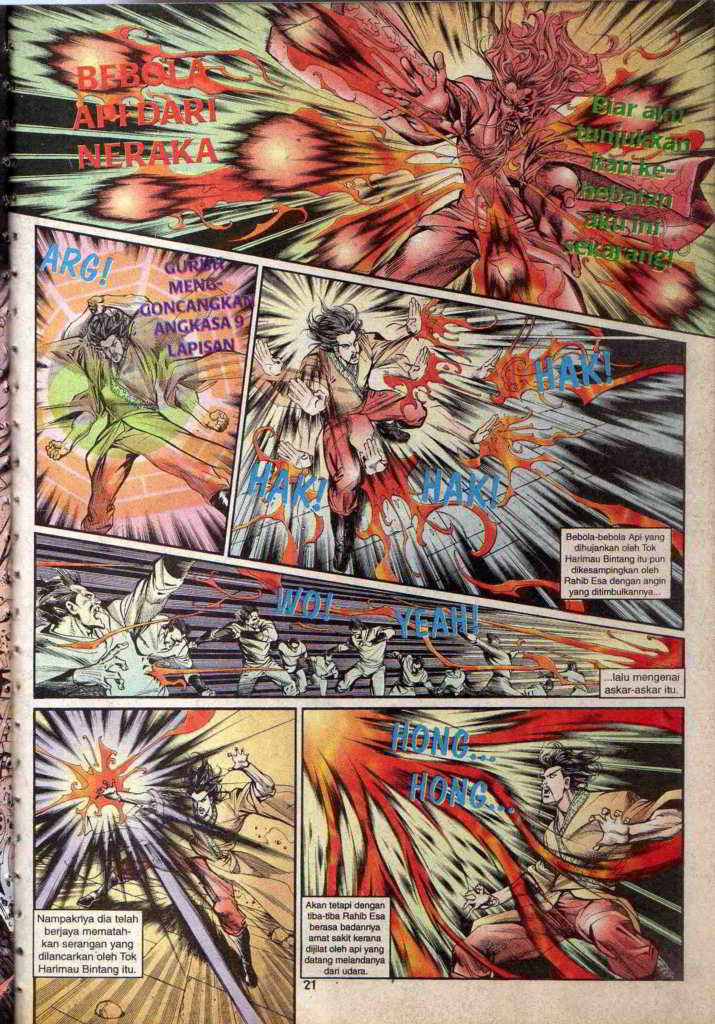 BEBOLA
API DARI
NERAKA
Biar aku
tunjukkan
kau ke-
hebatan
aku ini
sekarang!
ARG!
GURUH
MENG-
GONCANGKAN
ANGKASA 9
LAPISAN
HAK!
HAK!
HAK!
Bebola-bebola Api yang
dihujankan oleh Tok
Harimau Bintang itu pun
dikesampingkan oleh
Rahib Esa dengan angin
yang ditimbulkannya...
WO!
YEAH!
...lalu mengenai
askar-askar itu.
Nampaknya dia telah
berjaya mematah-
kan serangan yang
dilancarkan oleh Tok
Harimau Bintang itu.
HONG...
HONG...
Akan tetapi dengan
tiba-tiba Rahib Esa
berasa badannya
amat sakit kerana
dijilat oleh api yang
datang melandanya
dari udara.
21